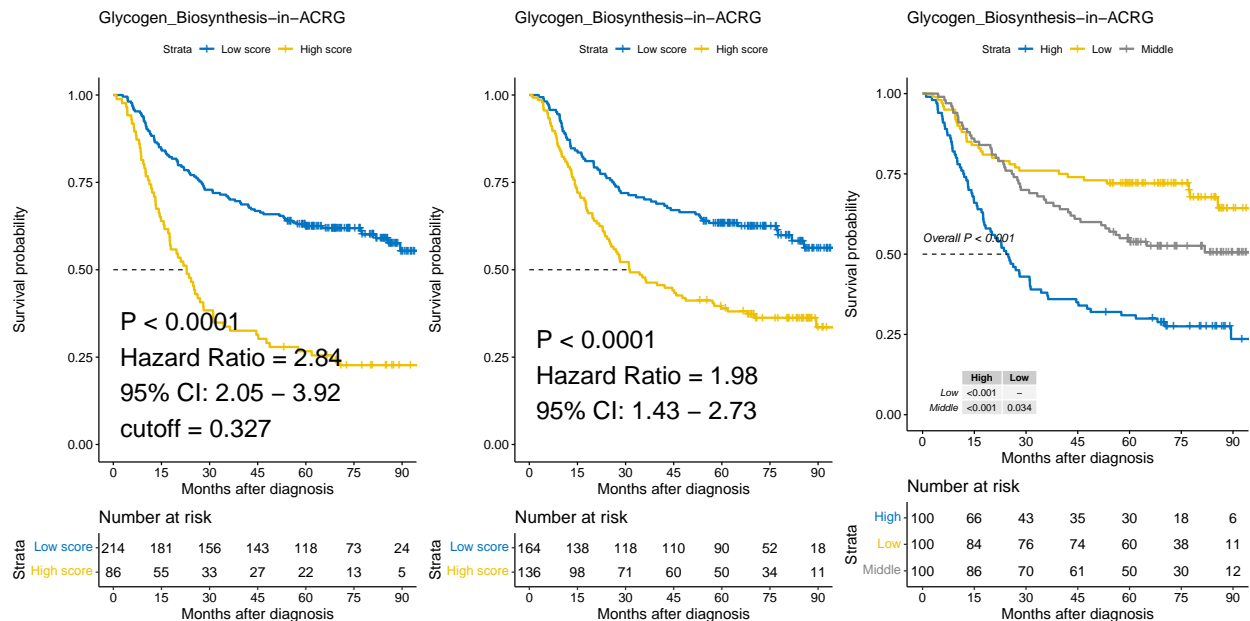 Glycogen_Biosynthesis−in−ACRG
Strata Low score High score
Survival probability
1.00
0.75
0.50
0.25
0.00
P < 0.0001
Hazard Ratio = 2.84
95% CI: 2.05 − 3.92
cutoff = 0.327
0 15 30 45 60 75 90
Months after diagnosis
Number at risk
Strata
Low score 214 181 156 143 118 73 24
High score 86 55 33 27 22 13 5
0 15 30 45 60 75 90
Months after diagnosis
Glycogen_Biosynthesis−in−ACRG
Strata Low score High score
Survival probability
1.00
0.75
0.50
0.25
0.00
P < 0.0001
Hazard Ratio = 1.98
95% CI: 1.43 − 2.73
0 15 30 45 60 75 90
Months after diagnosis
Number at risk
Strata
Low score 164 138 118 110 90 52 18
High score 136 98 71 60 50 34 11
0 15 30 45 60 75 90
Months after diagnosis
Glycogen_Biosynthesis−in−ACRG
Strata High Low Middle
Survival probability
1.00
0.75
0.50
0.25
0.00
Overall P < 0.001
High Low
Low <0.001 −
Middle <0.001 0.034
0 15 30 45 60 75 90
Months after diagnosis
Number at risk
Strata
High 100 66 43 35 30 18 6
Low 100 84 76 74 60 38 11
Middle 100 86 70 61 50 30 12
0 15 30 45 60 75 90
Months after diagnosis